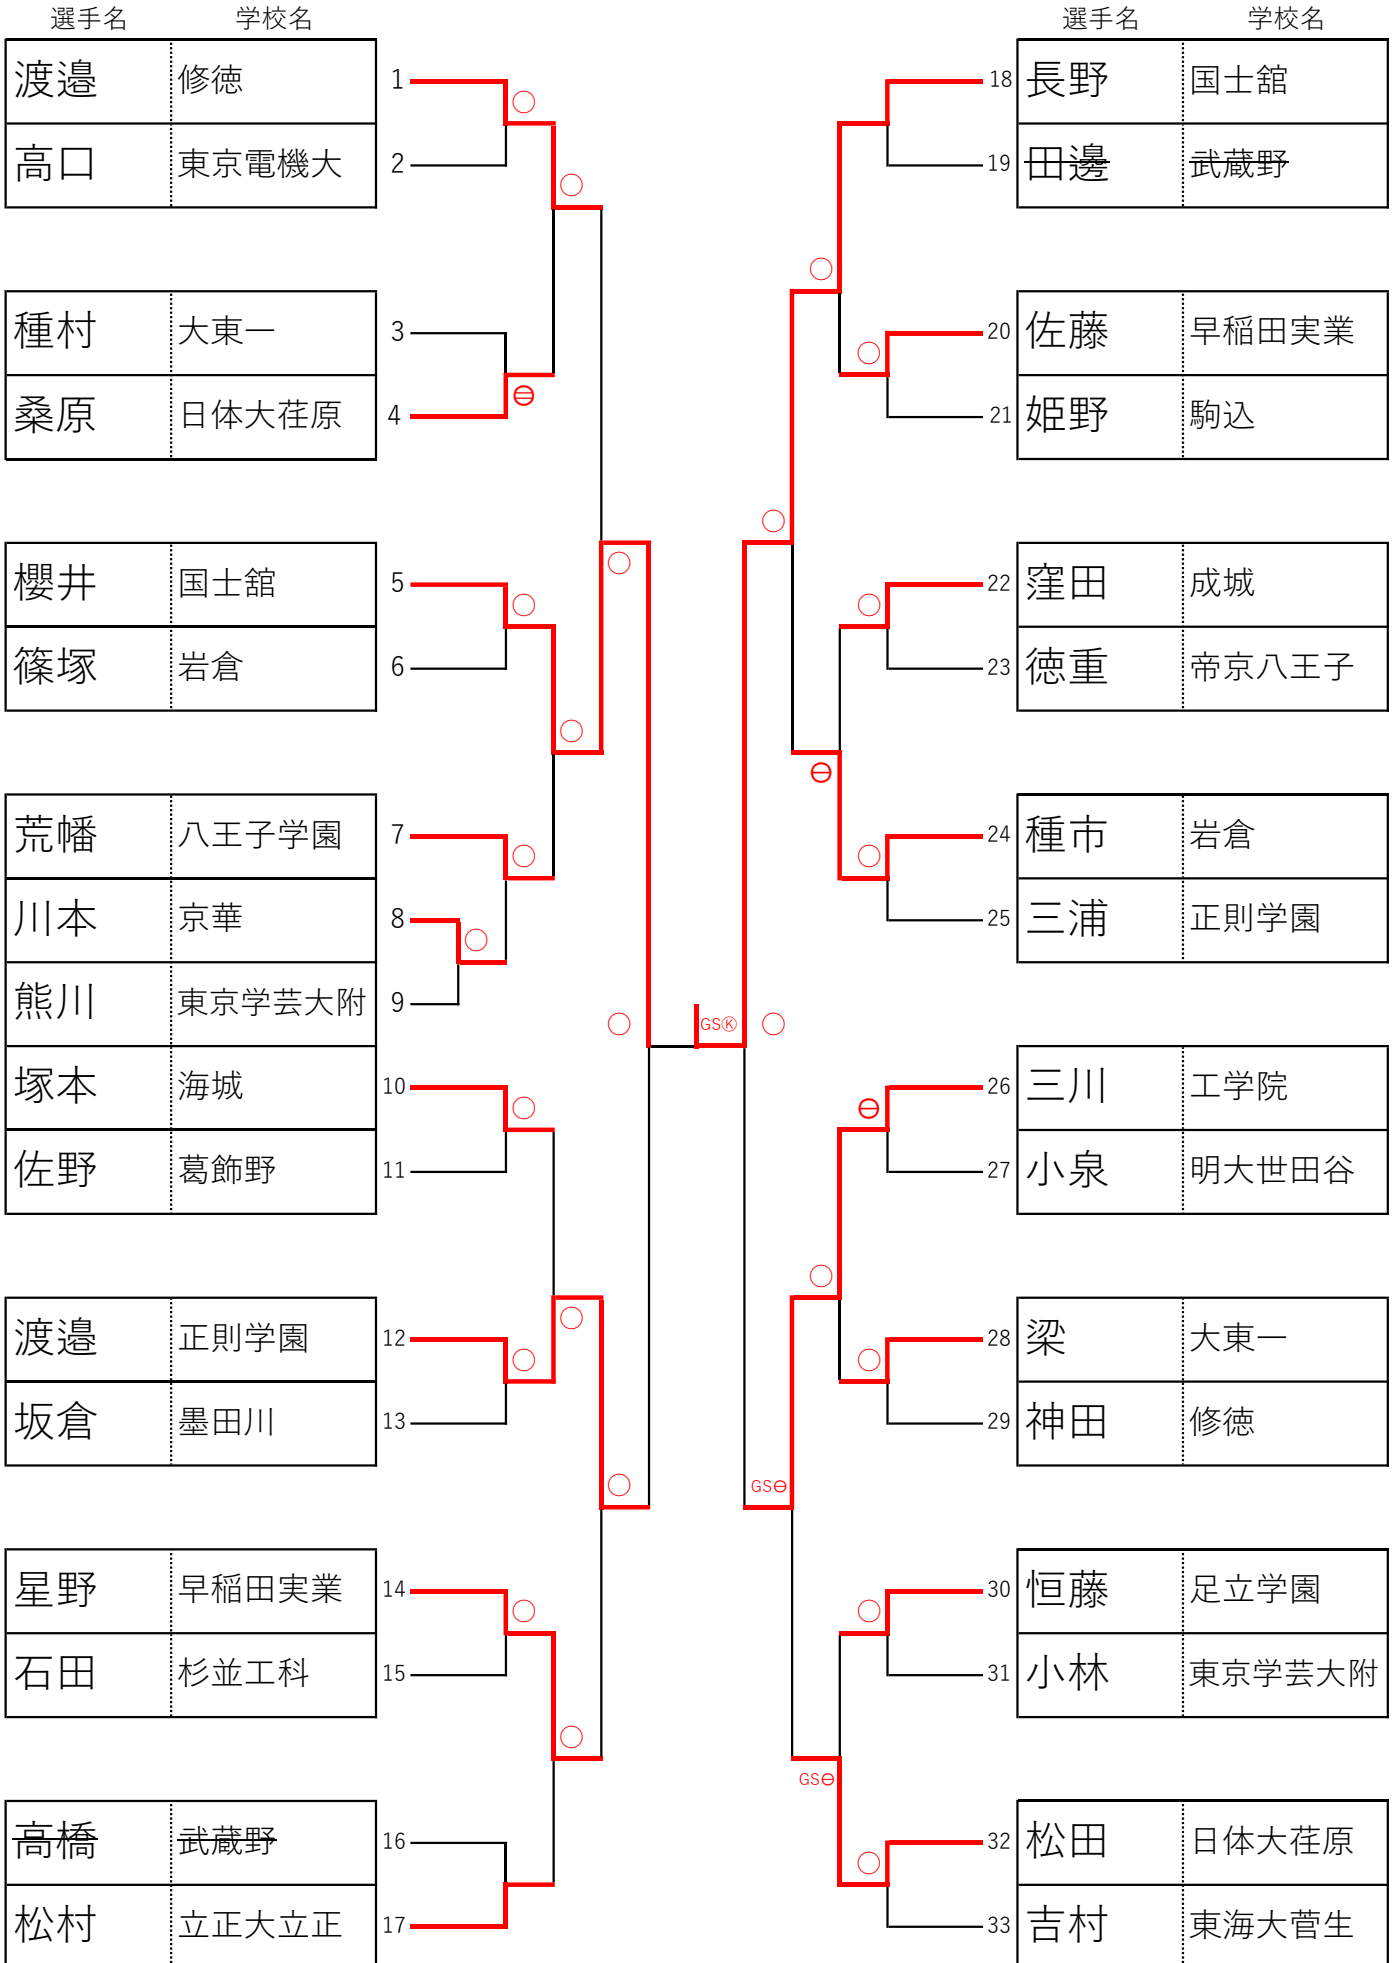 選手名 学校名
渡邉 修徳 1
高口 東京電機大 2
種村 大東一 3
桑原 日体大荏原 4
櫻井 国士舘 5
篠塚 岩倉 6
荒幡 八王子学園 7
川本 京華 8
熊川 東京学芸大附 9
塚本 海城 10
佐野 葛飾野 11
渡邉 正則学園 12
坂倉 墨田川 13
星野 早稲田実業 14
石田 杉並工科 15
高橋 武蔵野 16
松村 立正大立正 17
GSⓀ
GS⊖
GS⊖
選手名 学校名
18 長野 国士舘
19 田邊 武蔵野
20 佐藤 早稲田実業
21 姫野 駒込
22 窪田 成城
23 徳重 帝京八王子
24 種市 岩倉
25 三浦 正則学園
26 三川 工学院
27 小泉 明大世田谷
28 梁 大東一
29 神田 修徳
30 恒藤 足立学園
31 小林 東京学芸大附
32 松田 日体大荏原
33 吉村 東海大菅生